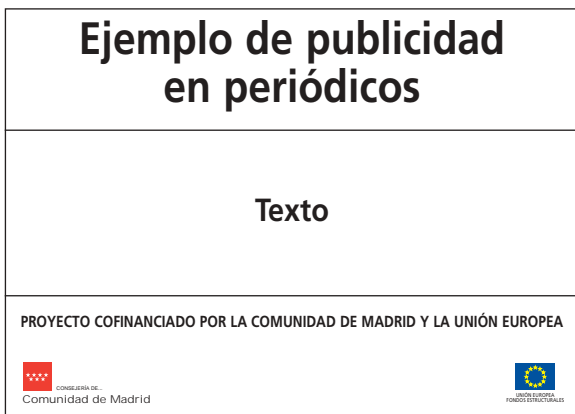 Ejemplo de publicidad
en periódicos
Texto
PROYECTO COFINANCIADO POR LA COMUNIDAD DE MADRID Y LA UNIÓN EUROPEA
CONSEJERÍA DE...
Comunidad de Madrid
UNIÓN EUROPEA
FONDOS ESTRUCTURALES